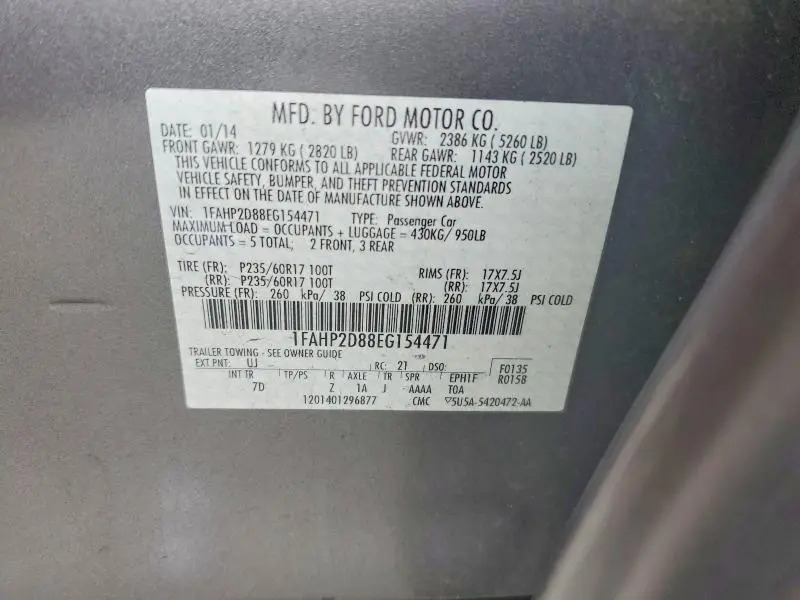 MFD. BY FORD MOTOR CO.
DATE: 01/14 GVWR: 2386 KG ( 5260 LB)
FRONT GAWR: 1279 KG ( 2820 LB) REAR GAWR: 1143 KG ( 2520 LB)
THIS VEHICLE CONFORMS TO ALL APPLICABLE FEDERAL MOTOR
VEHICLE SAFETY, BUMPER, AND THEFT PREVENTION STANDARDS
IN EFFECT ON THE DATE OF MANUFACTURE SHOWN ABOVE.
VIN: 1FAHP2D88EG154471 TYPE: Passenger Car
MAXIMUM LOAD = OCCUPANTS + LUGGAGE = 430KG/ 950LB
OCCUPANTS = 5 TOTAL; 2 FRONT, 3 REAR
TIRE (FR): P235/60R17 100T RIMS (FR): 17X7.5J
(RR): P235/60R17 100T (RR): 17X7.5J
PRESSURE (FR): 260 kPa/ 38 PSI COLD (RR): 260 kPa/ 38 PSI COLD
1FAHP2D88EG154471
TRAILER TOWING - SEE OWNER GUIDE
EXT PNT: UJ RC: 21 DSO: F0135
INT TR TP/PS R AXLE TR SPR EPH1F R0158
7D Z 1A J AAAA TOA
1201401296877 CMC ▽5U5A-5420472-AA